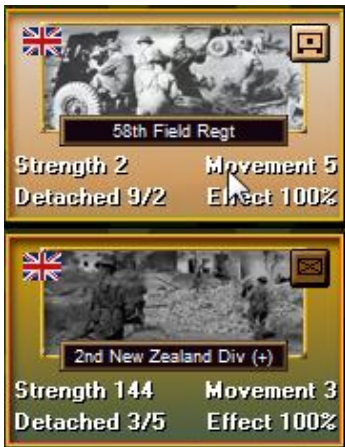 58th Field Regt
Strength 2 Movement 5
Detached 9/2 Effect 100%
2nd New Zealand Div (+)
Strength 144 Movement 3
Detached 3/5 Effect 100%